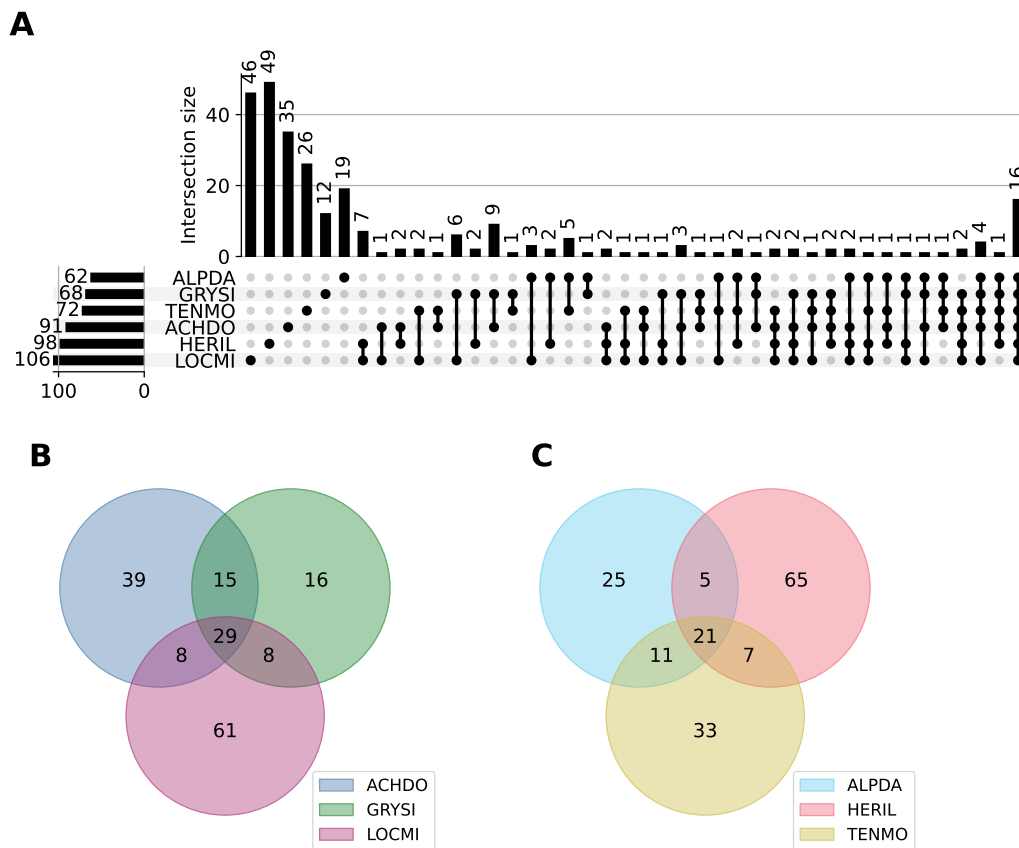 A
Intersection size
40
20
0
46 49 35 26 12 19 7 1 2 2 1 6 2 9 1 3 2 5 1 2 1 1 1 3 1 1 2 1 2 2 1 2 2 1 1 1 1 1 2 4 1 16
62 ALPDA
68 GRYSI
72 TENMO
91 ACHDO
98 HERIL
106 LOCMI
100 0
B
39 15 16
29
8 8
61
ACHDO
GRYSI
LOCMI
C
25 5 65
21
11 7
33
ALPDA
HERIL
TENMO